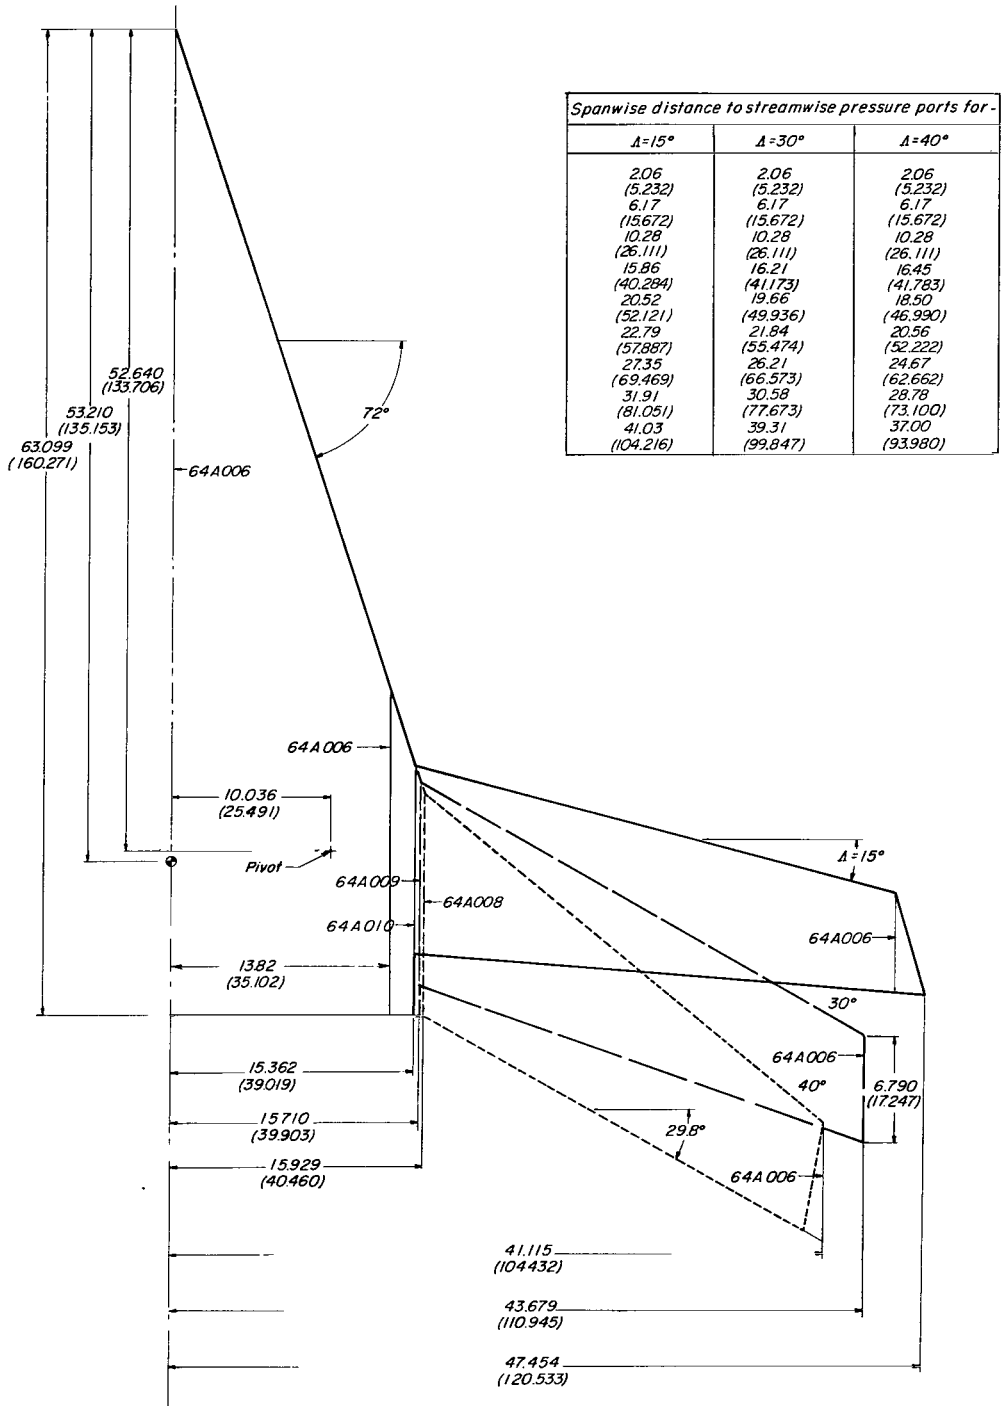 Spanwise distance to streamwise pressure ports for-
Λ=15° Λ=30° Λ=40°
2.06 2.06 2.06
(5.232) (5.232) (5.232)
6.17 6.17 6.17
(15.672) (15.672) (15.672)
10.28 10.28 10.28
(26.111) (26.111) (26.111)
15.86 16.21 16.45
(40.284) (41.173) (41.783)
20.52 19.66 18.50
(52.121) (49.936) (46.990)
22.79 21.84 20.56
(57.887) (55.474) (52.222)
27.35 26.21 24.67
(69.469) (66.573) (62.662)
31.91 30.58 28.78
(81.051) (77.673) (73.100)
41.03 39.31 37.00
(104.216) (99.847) (93.980)
52.640
(133.706)
53.210
(135.153)
63.099
(160.271)
72°
64A006
64A006
10.036
(25.491)
Pivot
64A009
64A008
64A010
Λ=15°
64A006
13.82
(35.102)
30°
64A006
40°
6.790
(17.247)
15.362
(39.019)
15.710
(39.903)
29.8°
15.929
(40.460)
64A006
41.115
(104.432)
43.679
(110.945)
47.454
(120.533)